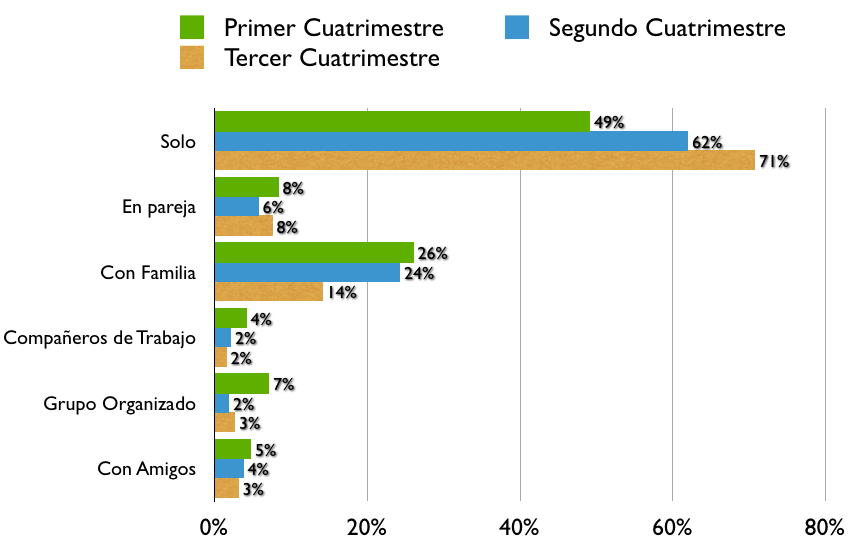 Primer Cuatrimestre
Segundo Cuatrimestre
Tercer Cuatrimestre
Solo
49%
62%
71%
En pareja
8%
6%
8%
Con Familia
26%
24%
14%
Compañeros de Trabajo
4%
2%
2%
Grupo Organizado
7%
2%
3%
Con Amigos
5%
4%
3%
0% 20% 40% 60% 80%